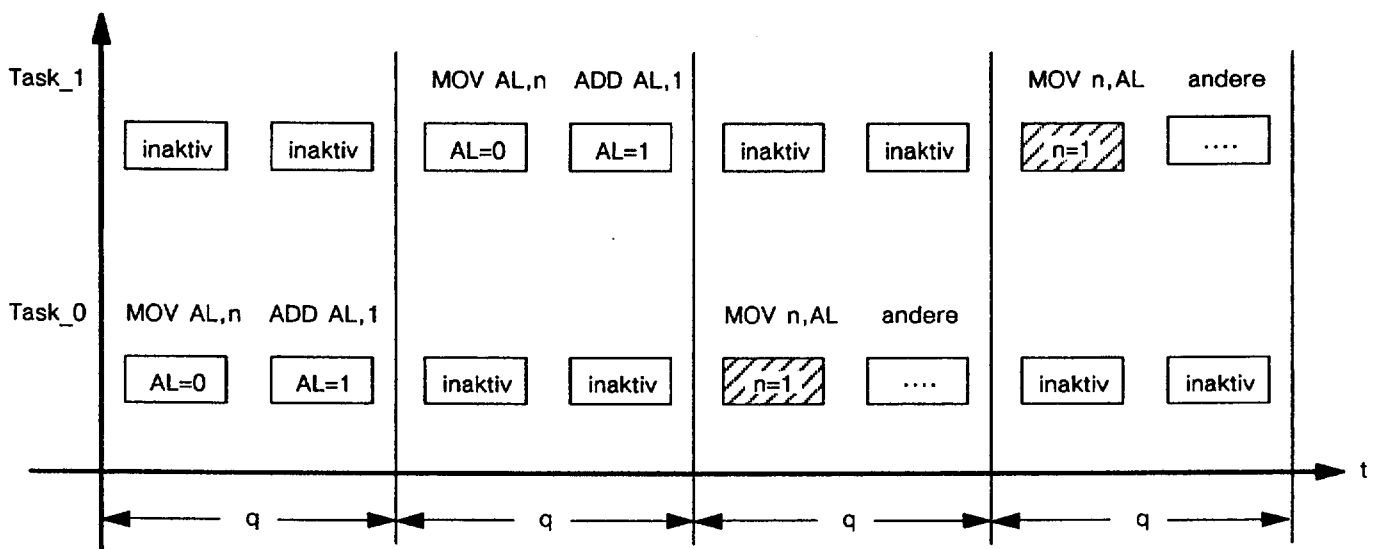 Task_1 MOV AL,n ADD AL,1 MOV n,AL andere
inaktiv inaktiv AL=0 AL=1 inaktiv inaktiv n=1 ....
Task_0 MOV AL,n ADD AL,1 MOV n,AL andere
AL=0 AL=1 inaktiv inaktiv n=1 .... inaktiv inaktiv
t
q q q q